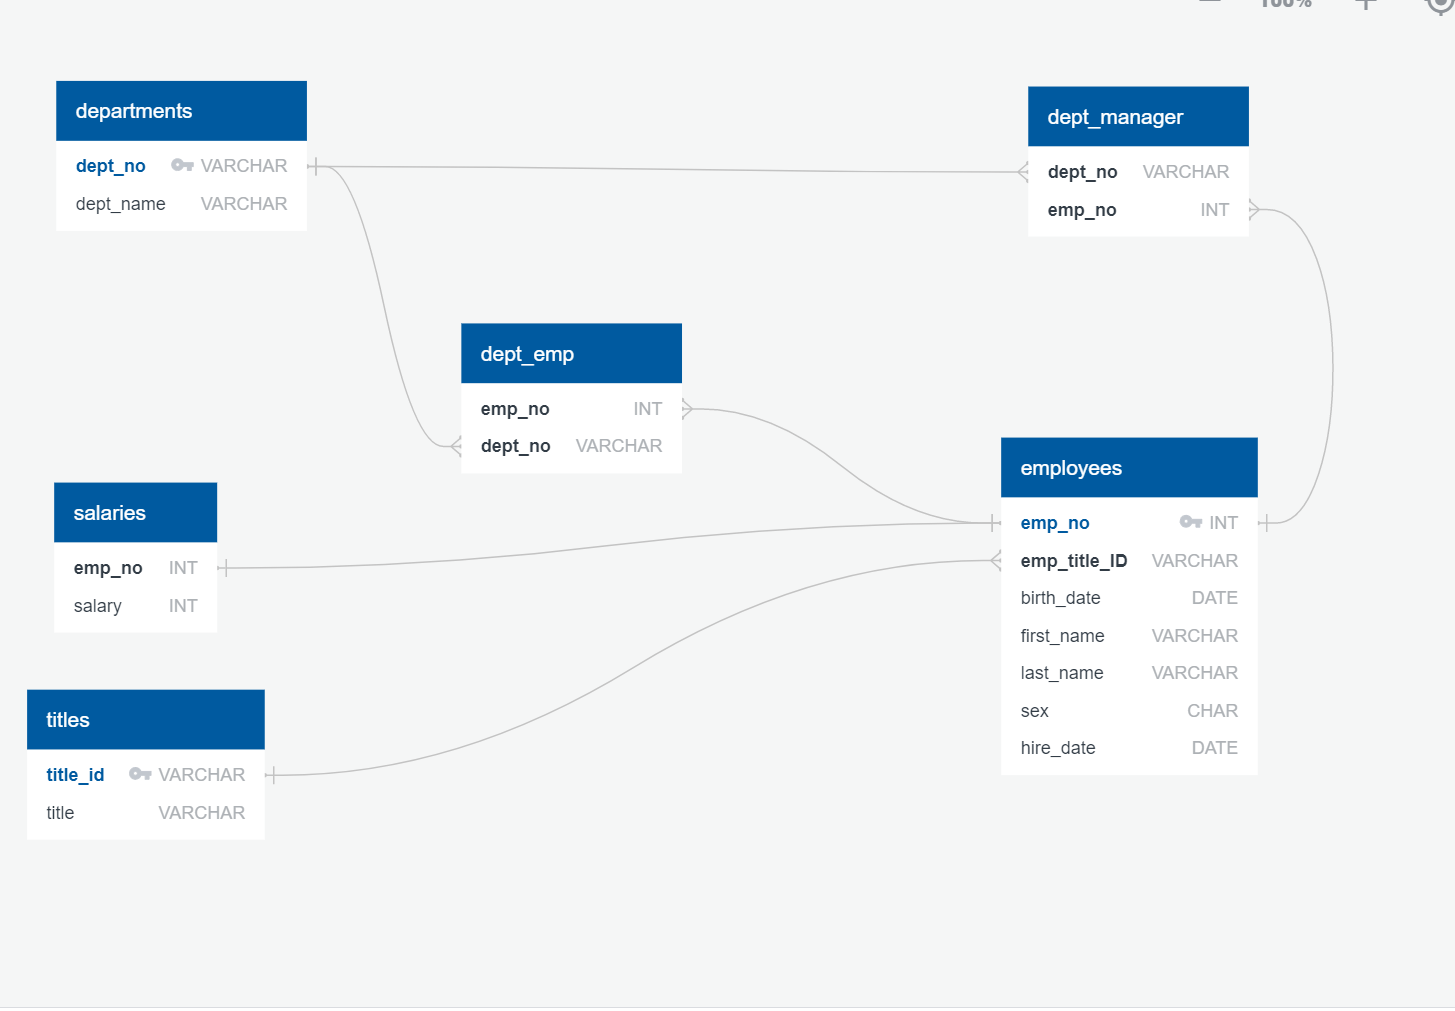 100%
departments
dept_no VARCHAR
dept_name VARCHAR
dept_manager
dept_no VARCHAR
emp_no INT
dept_emp
emp_no INT
dept_no VARCHAR
employees
emp_no INT
emp_title_ID VARCHAR
birth_date DATE
first_name VARCHAR
last_name VARCHAR
sex CHAR
hire_date DATE
salaries
emp_no INT
salary INT
titles
title_id VARCHAR
title VARCHAR